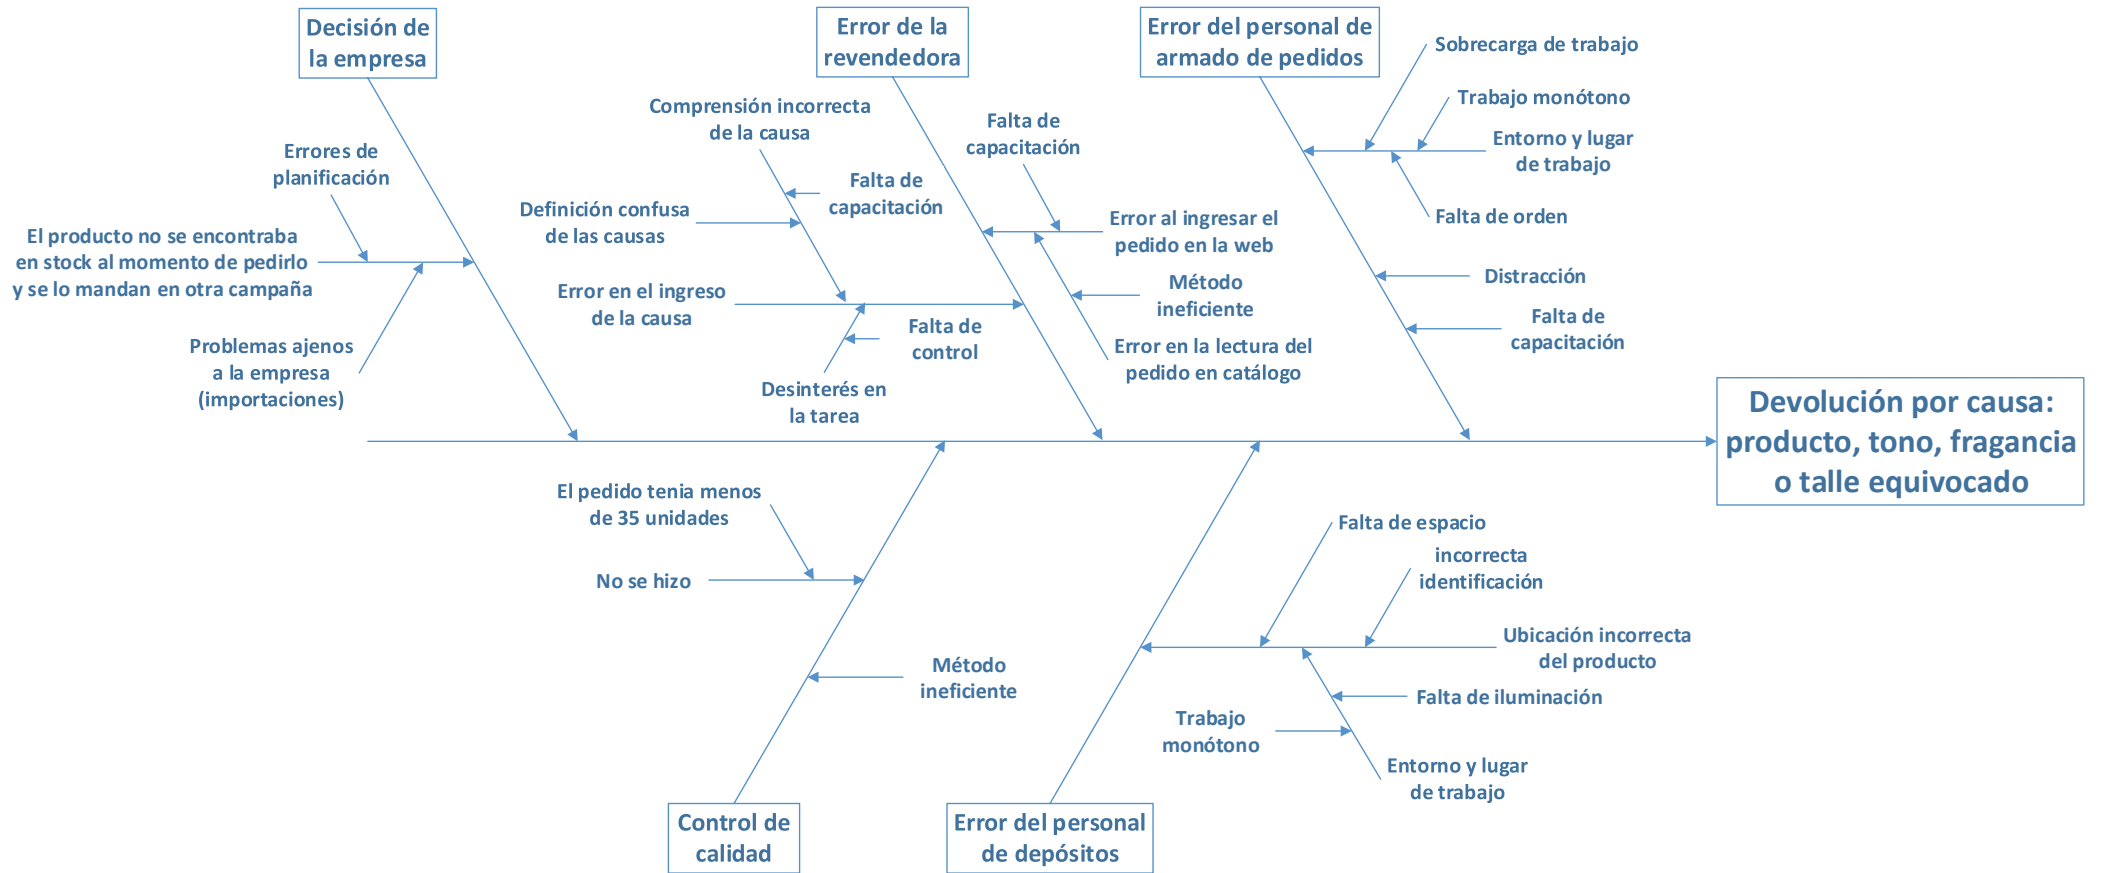 Decisión de
la empresa
Error de la
revendedora
Error del personal de
armado de pedidos
Sobrecarga de trabajo
Trabajo monótono
Entorno y lugar
de trabajo
Falta de orden
Distracción
Falta de
capacitación
Comprensión incorrecta
de la causa
Falta de
capacitación
Definición confusa
de las causas
Error en el ingreso
de la causa
Falta de
control
Desinterés en
la tarea
Falta de
capacitación
Error al ingresar el
pedido en la web
Método
ineficiente
Error en la lectura del
pedido en catálogo
Errores de
planificación
El producto no se encontraba
en stock al momento de pedirlo
y se lo mandan en otra campaña
Problemas ajenos
a la empresa
(importaciones)
Devolución por causa:
producto, tono, fragancia
o talle equivocado
El pedido tenia menos
de 35 unidades
No se hizo
Método
ineficiente
Control de
calidad
Falta de espacio
incorrecta
identificación
Ubicación incorrecta
del producto
Falta de iluminación
Trabajo
monótono
Entorno y lugar
de trabajo
Error del personal
de depósitos